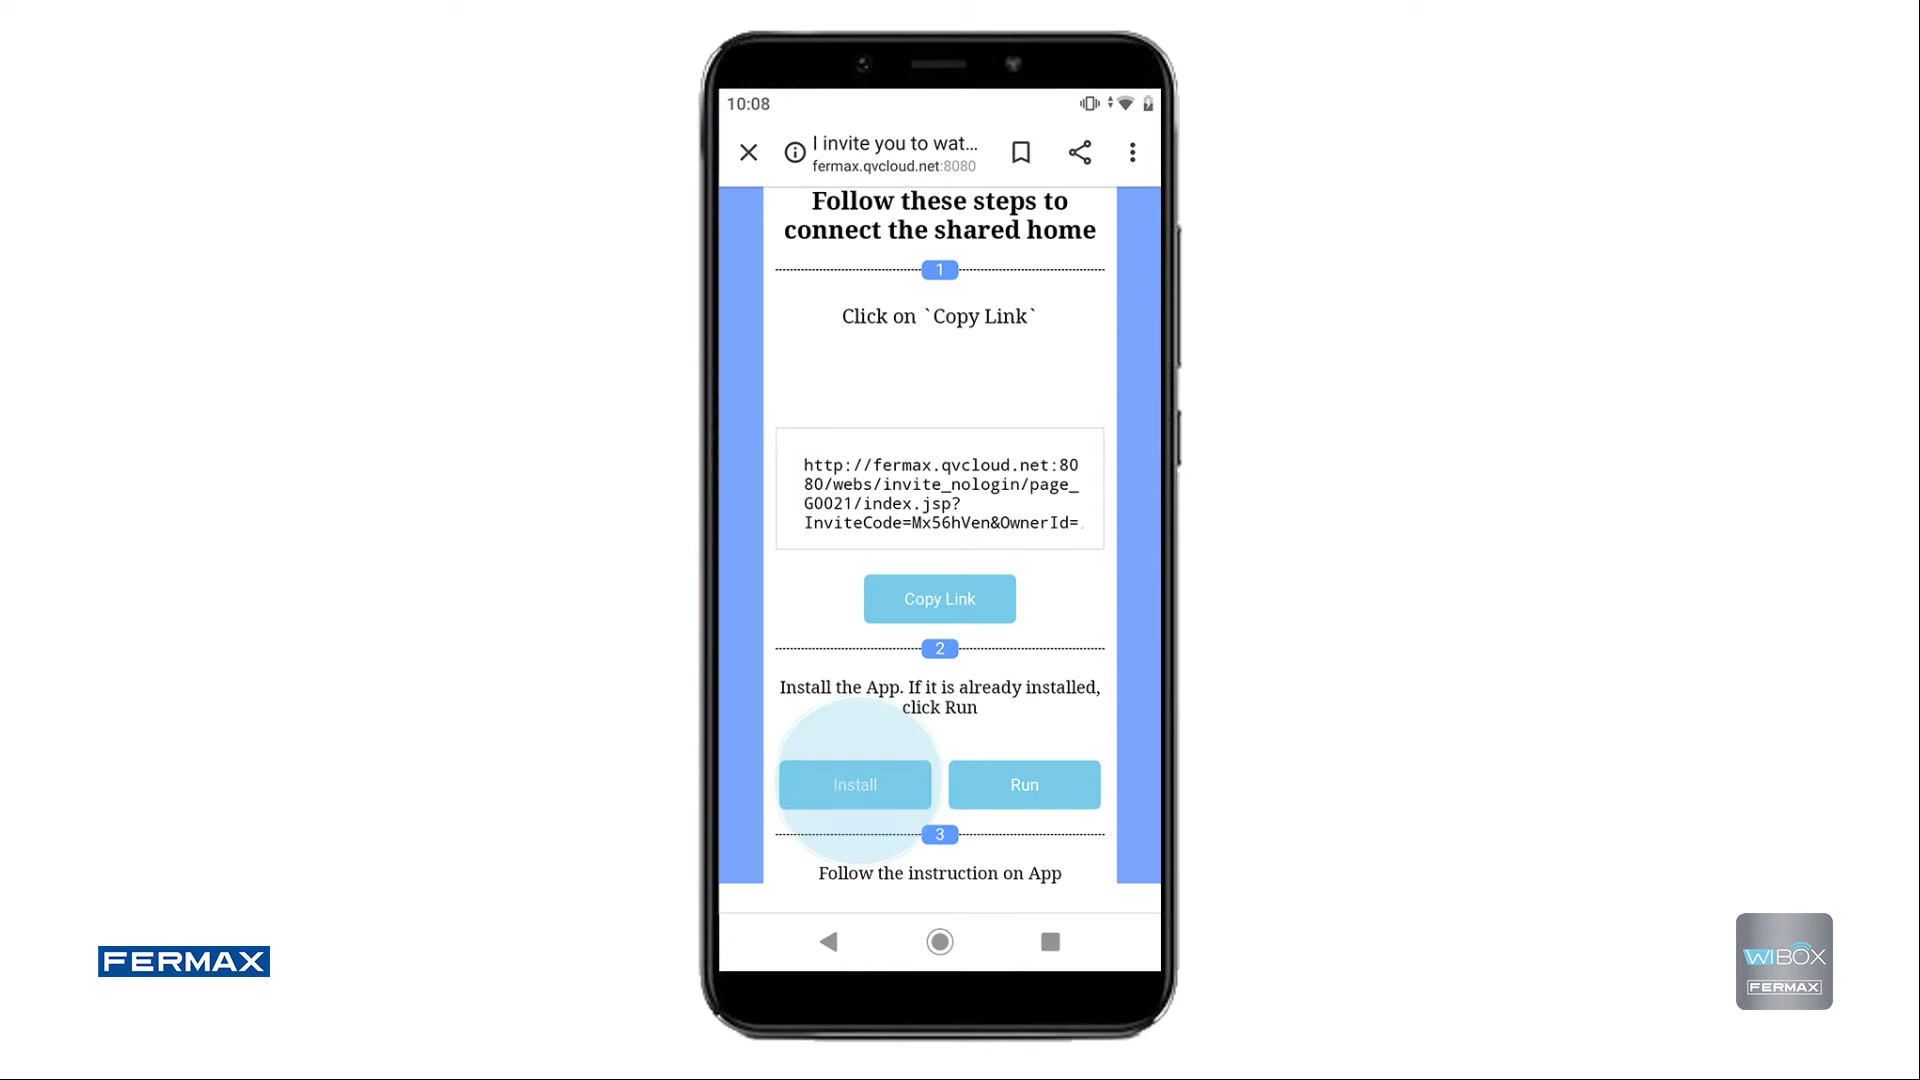 10:08
I invite you to wat...
fermax.qvcloud.net:8080
Follow these steps to
connect the shared home
1
Click on `Copy Link`
http://fermax.qvcloud.net:80
80/webs/invite_nologin/page_
G0021/index.jsp?
InviteCode=Mx56hVen&OwnerId=
Copy Link
2
Install the App. If it is already installed,
click Run
Install
Run
3
Follow the instruction on App
FERMAX
WIBOX
FERMAX